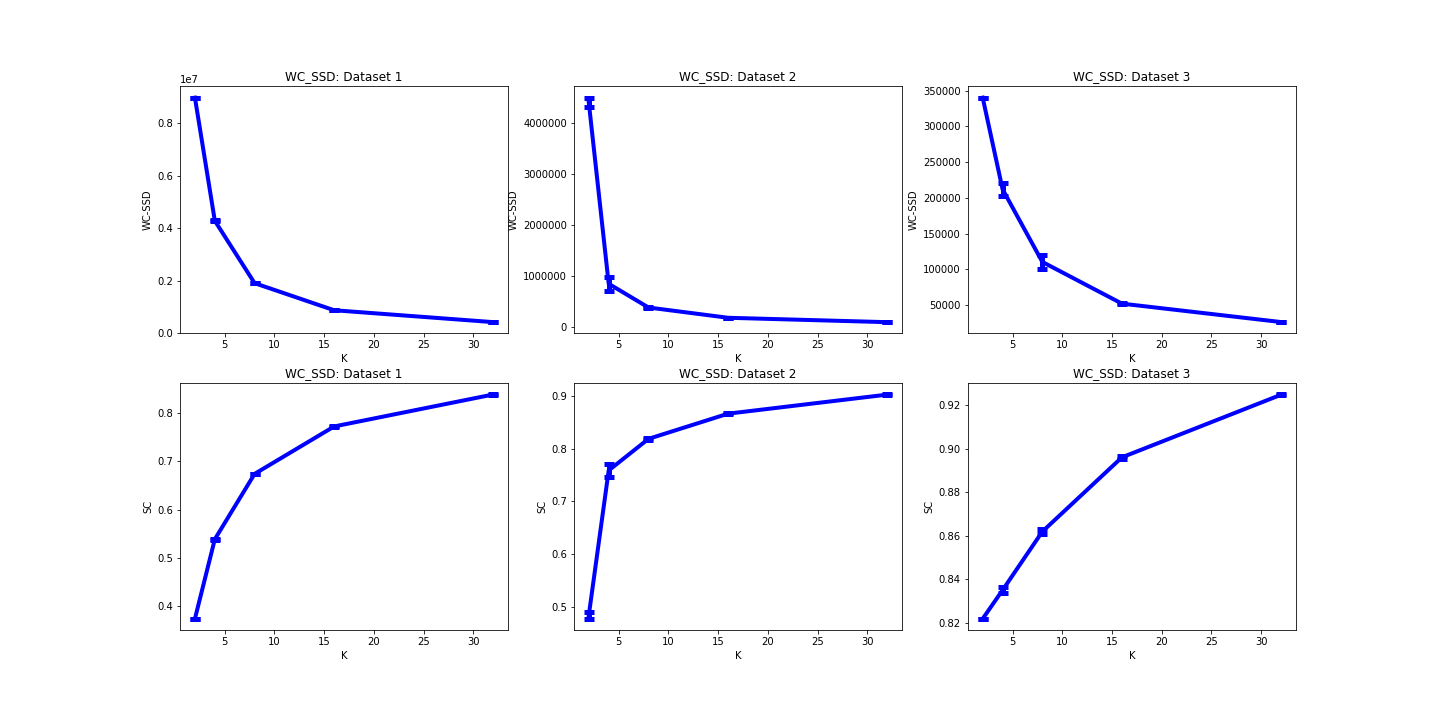 WC_SSD: Dataset 1
1e7
0.8
0.6
0.4
0.2
0.0
WC-SSD
5 10 15 20 25 30
K
WC_SSD: Dataset 2
4000000
3000000
2000000
1000000
0
WC-SSD
5 10 15 20 25 30
K
WC_SSD: Dataset 3
350000
300000
250000
200000
150000
100000
50000
WC-SSD
5 10 15 20 25 30
K
WC_SSD: Dataset 1
0.8
0.7
0.6
0.5
0.4
SC
5 10 15 20 25 30
K
WC_SSD: Dataset 2
0.9
0.8
0.7
0.6
0.5
SC
5 10 15 20 25 30
K
WC_SSD: Dataset 3
0.92
0.90
0.88
0.86
0.84
0.82
SC
5 10 15 20 25 30
K